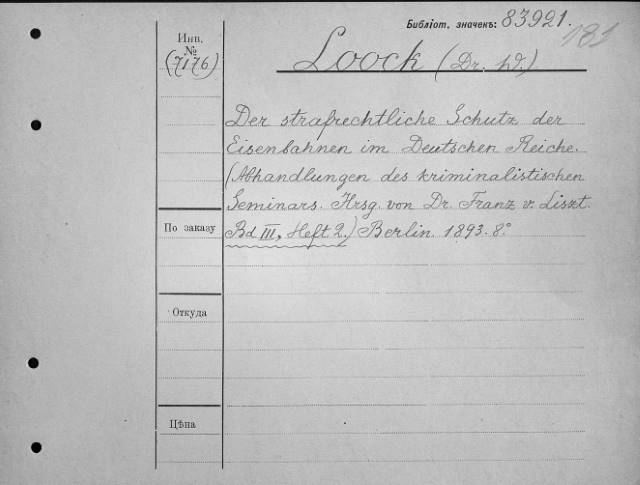 Библіот. значекъ: 83921.
181
Инв.
№
(7176)
Loock (Dr. W.)
Der strafrechtliche Schutz der
Eisenbahnen im Deutschen Reiche.
(Abhandlungen des kriminalistischen
Seminars. Hrsg. von Dr. Franz v. Liszt.
Bd III, Heft 2.) Berlin. 1893. 8°
По заказу
Откуда
Цѣна